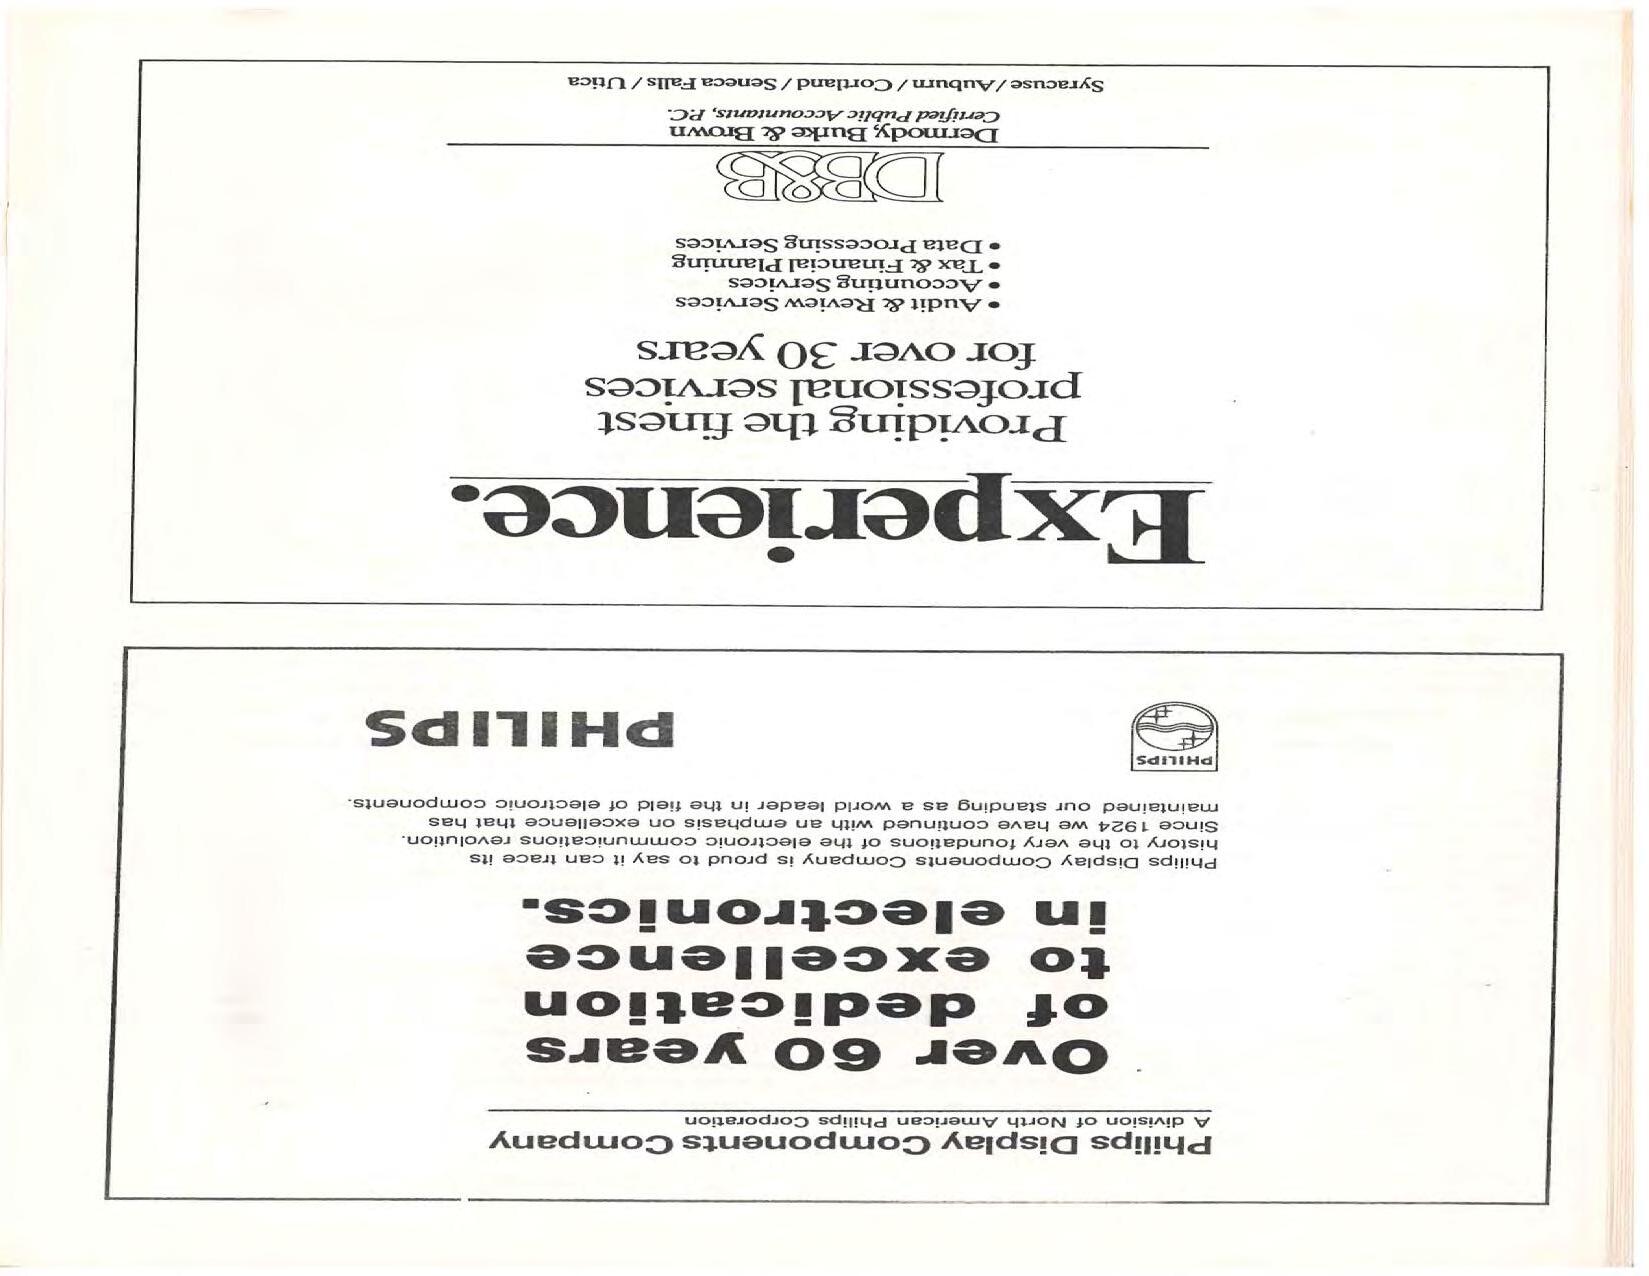 Philips Display Components Company
A division of North American Philips Corporation
Over 60 years
of dedication
to excellence
in electronics.
Philips Display Components Company is proud to say it can trace its
history to the very foundations of the electronic communications revolution.
Since 1924 we have continued with an emphasis on excellence that has
maintained our standing as a world leader in the field of electronic components.
PHILIPS
PHILIPS
Experience.
Providing the finest
professional services
for over 30 years
• Audit & Review Services
• Accounting Services
• Tax & Financial Planning
• Data Processing Services
DB&B
Dermody, Burke & Brown
Certified Public Accountants, P.C.
Syracuse / Auburn / Cortland / Seneca Falls / Utica